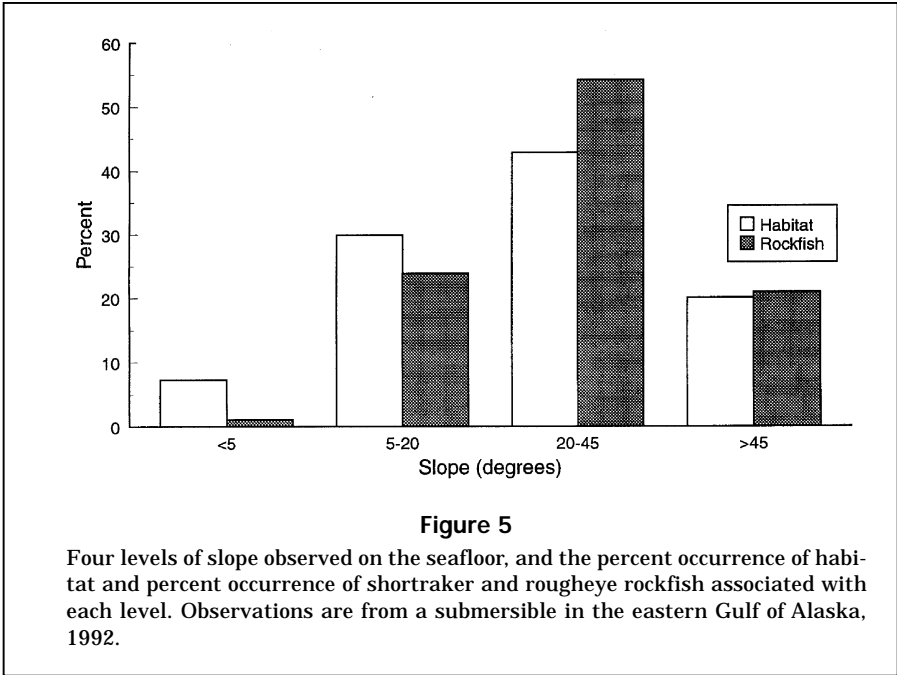 60
50
40
30
20
10
0
Percent
Habitat
Rockfish
<5 5-20 20-45 >45
Slope (degrees)
Figure 5
Four levels of slope observed on the seafloor, and the percent occurrence of habi-
tat and percent occurrence of shortraker and rougheye rockfish associated with
each level. Observations are from a submersible in the eastern Gulf of Alaska,
1992.